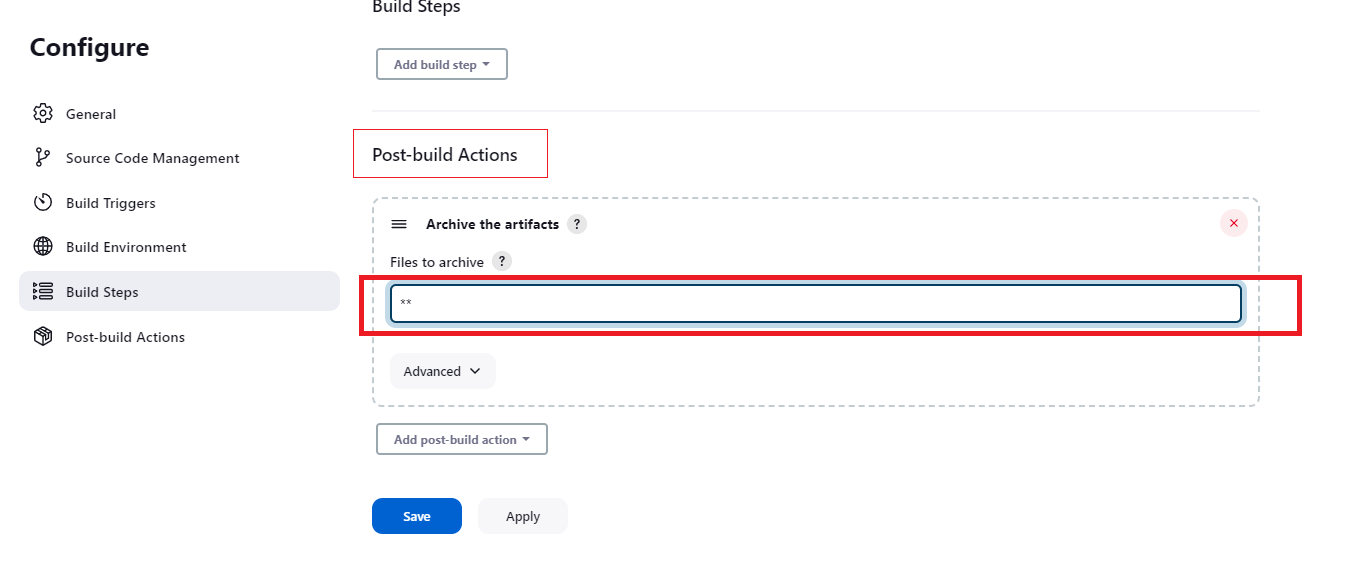 Configure
General
Source Code Management
Build Triggers
Build Environment
Build Steps
Post-build Actions
Build Steps
Add build step
Post-build Actions
Archive the artifacts ?
Files to archive ?
**
Advanced
Add post-build action
Save Apply